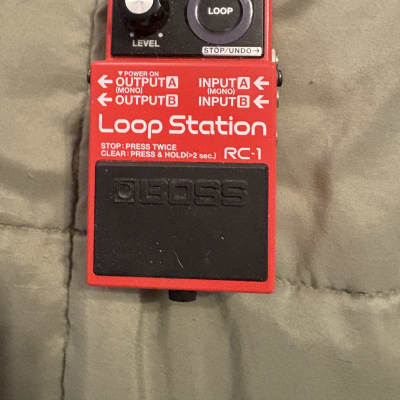 LOOP
LEVEL
STOP/UNDO→
▼POWER ON
←OUTPUT A INPUT A←
(MONO) (MONO)
←OUTPUT B INPUT B←
Loop Station
STOP : PRESS TWICE
CLEAR : PRESS & HOLD(>2 sec.) RC-1
BOSS